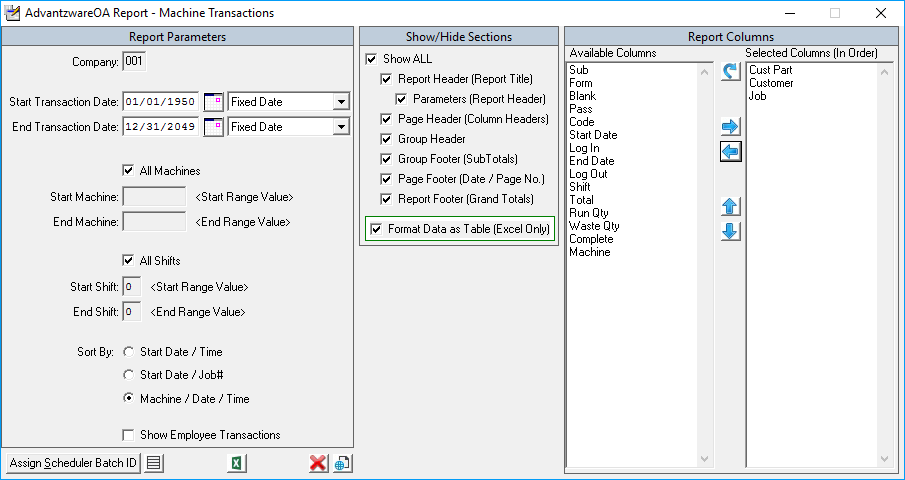 AdvantzwareOA Report - Machine Transactions
Report Parameters
Company: 001
Start Transaction Date: 01/01/1950 Fixed Date
End Transaction Date: 12/31/2049 Fixed Date
All Machines
Start Machine: <Start Range Value>
End Machine: <End Range Value>
All Shifts
Start Shift: 0 <Start Range Value>
End Shift: 0 <End Range Value>
Sort By: Start Date / Time
Start Date / Job#
Machine / Date / Time
Show Employee Transactions
Assign Scheduler Batch ID
Show/Hide Sections
Show ALL
Report Header (Report Title)
Parameters (Report Header)
Page Header (Column Headers)
Group Header
Group Footer (SubTotals)
Page Footer (Date / Page No.)
Report Footer (Grand Totals)
Format Data as Table (Excel Only)
Report Columns
Available Columns
Sub
Form
Blank
Pass
Code
Start Date
Log In
End Date
Log Out
Shift
Total
Run Qty
Waste Qty
Complete
Machine
Selected Columns (In Order)
Cust Part
Customer
Job